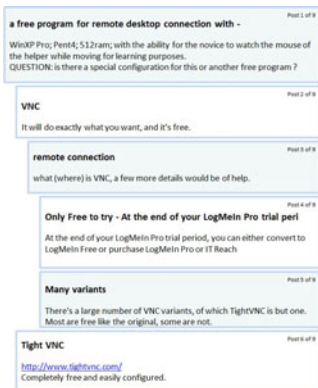 Post 1 of 9
a free program for remote desktop connection with -
WinXP Pro; Pent4; 512ram; with the ability for the novice to watch the mouse of
the helper while moving for learning purposes.
QUESTION: is there a special configuration for this or another free program ?
Post 2 of 9
VNC
It will do exactly what you want, and it's free.
Post 3 of 9
remote connection
what (where) is VNC, a few more details would be of help.
Post 4 of 9
Only Free to try - At the end of your LogMeIn Pro trial peri
At the end of your LogMeIn Pro trial period, you can either convert to
LogMeIn Free or purchase LogMeIn Pro or IT Reach
Post 5 of 9
Many variants
There's a large number of VNC variants, of which TightVNC is but one.
Most are free like the original, some are not.
Post 6 of 9
Tight VNC
http://www.tightvnc.com/
Completely free and easily configured.